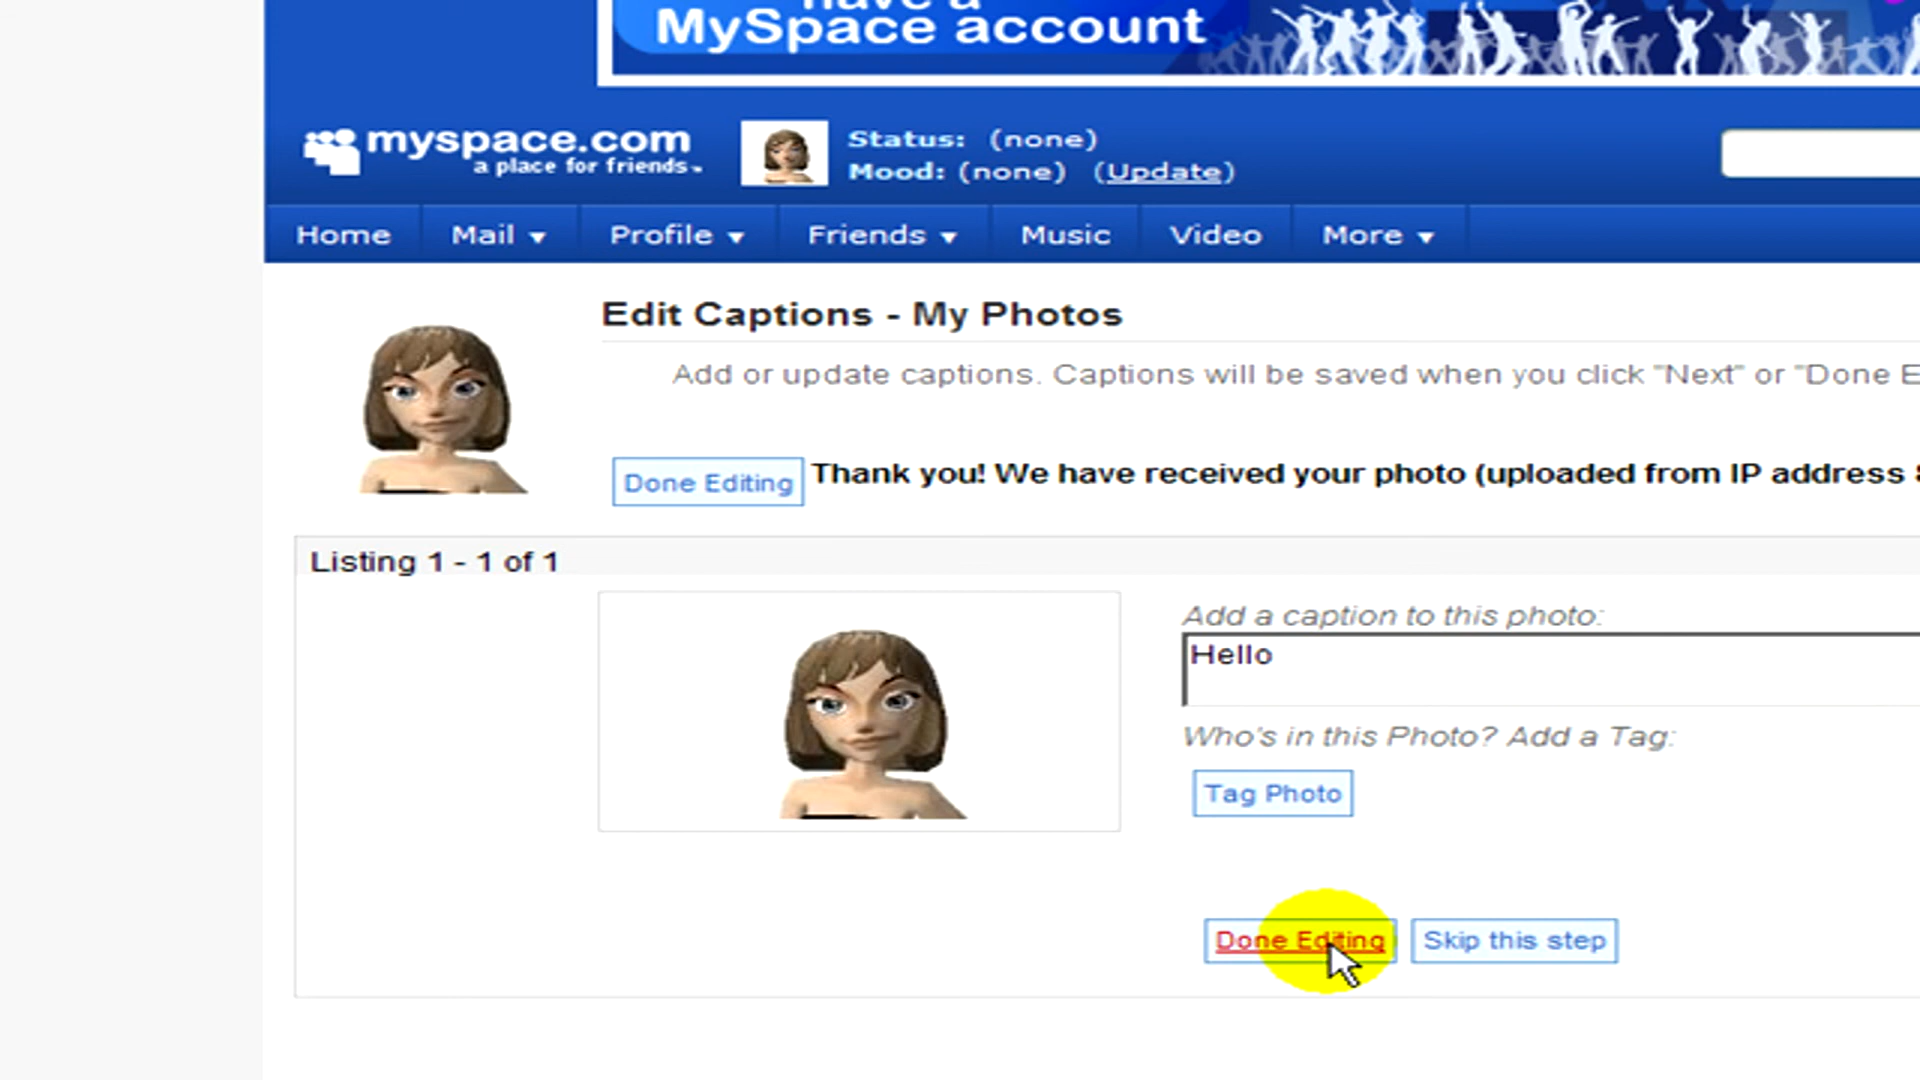 have a
MySpace account
myspace.com
a place for friends
Status: (none)
Mood: (none) (Update)
Home Mail Profile Friends Music Video More
Edit Captions - My Photos
Add or update captions. Captions will be saved when you click "Next" or "Done E
Done Editing Thank you! We have received your photo (uploaded from IP address
Listing 1 - 1 of 1
Add a caption to this photo:
Hello
Who's in this Photo? Add a Tag:
Tag Photo
Done Editing Skip this step